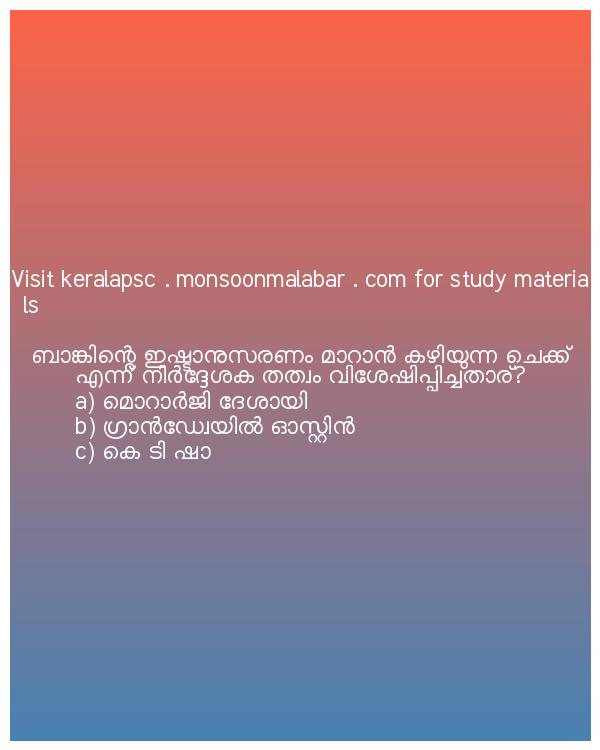 Visit keralapsc . monsoonmalabar . com for study materia
ls
ബാങ്കിന്റെ ഇഷ്ടാനുസരണം മാറാൻ കഴിയുന്ന ചെക്ക്
എന്ന് നിർദ്ദേശക തത്വം വിശേഷിപ്പിച്ചതാര്?
a) മൊറാർജി ദേശായി
b) ഗ്രാൻഡ്വേയിൽ ഓസ്റ്റിൻ
c) കെ ടി ഷാ